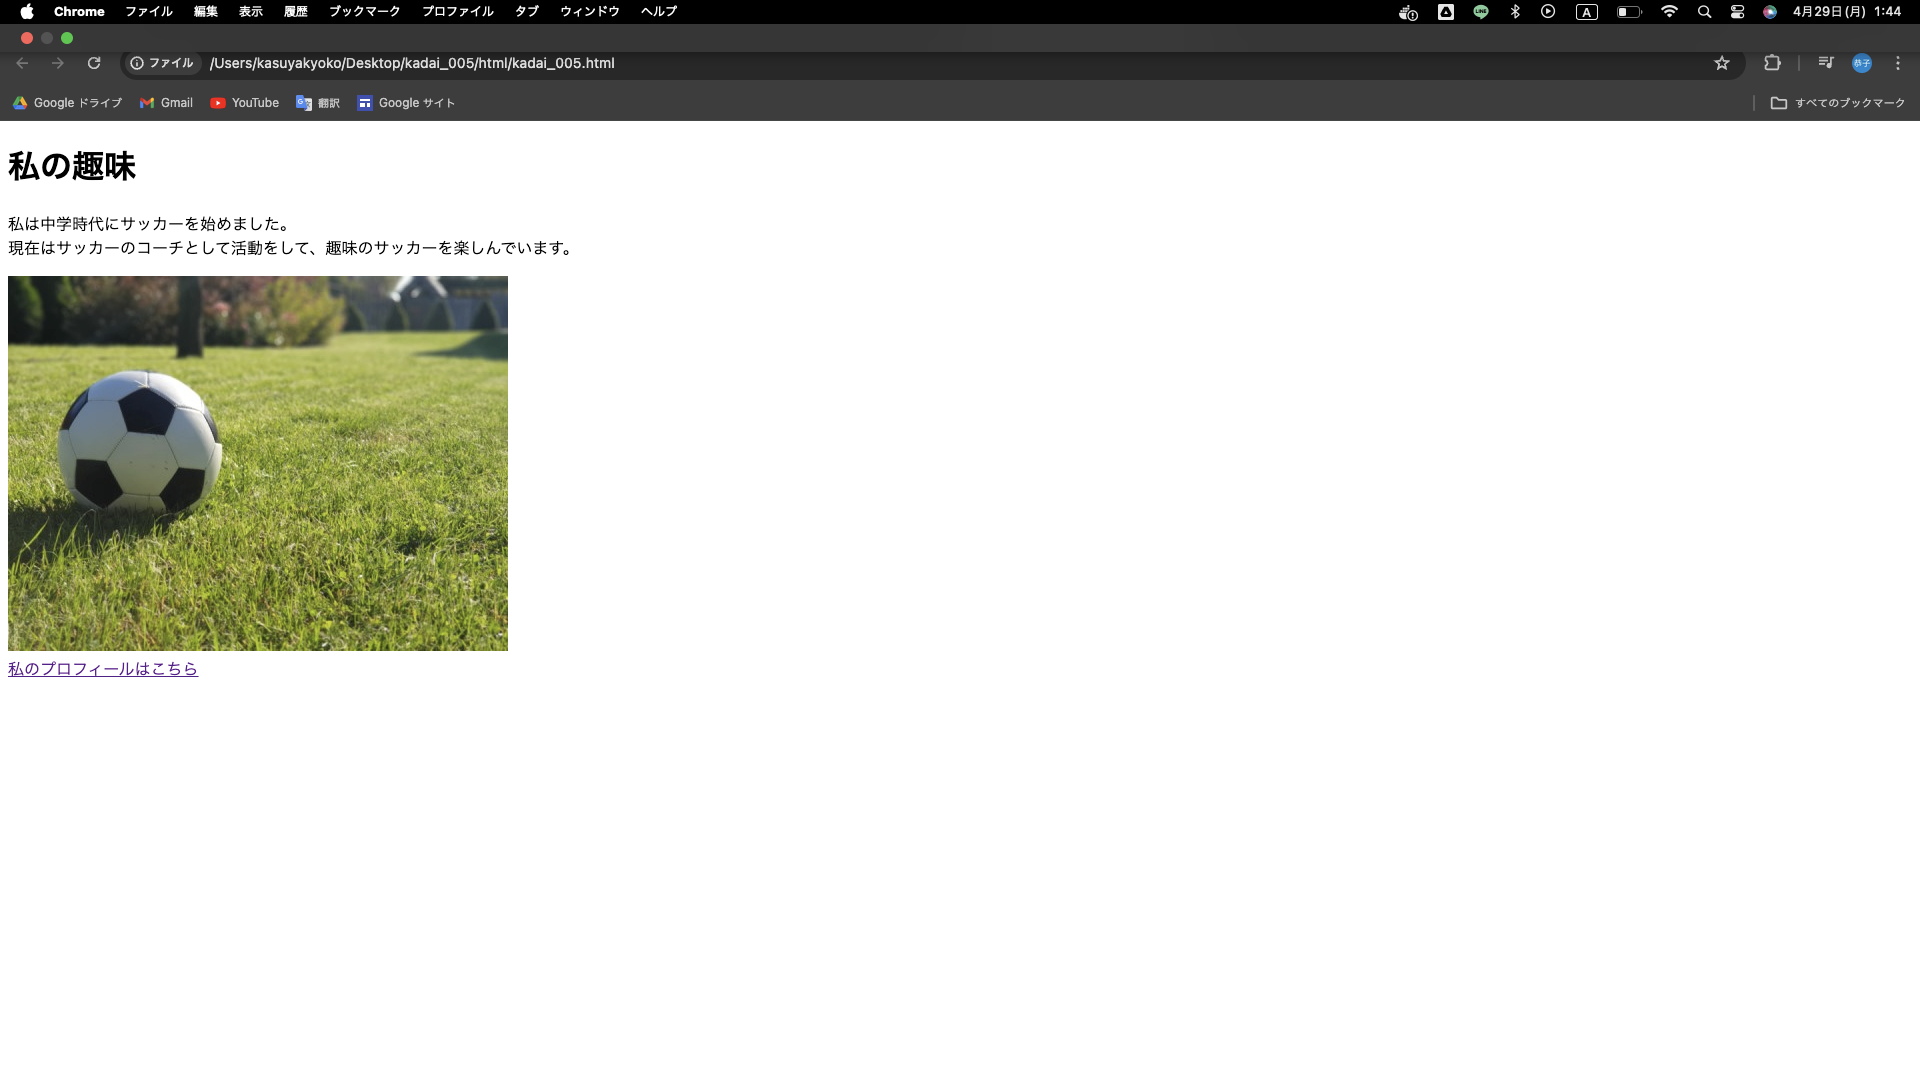 Chrome ファイル 編集 表示 履歴 ブックマーク プロファイル タブ ウィンドウ ヘルプ LINE A 4月29日(月) 1:44
ファイル /Users/kasuyakyoko/Desktop/kadai_005/html/kadai_005.html 恭子
Google ドライブ Gmail YouTube 翻訳 Google サイト すべてのブックマーク
私の趣味
私は中学時代にサッカーを始めました。
現在はサッカーのコーチとして活動をして、趣味のサッカーを楽しんでいます。
私のプロフィールはこちら